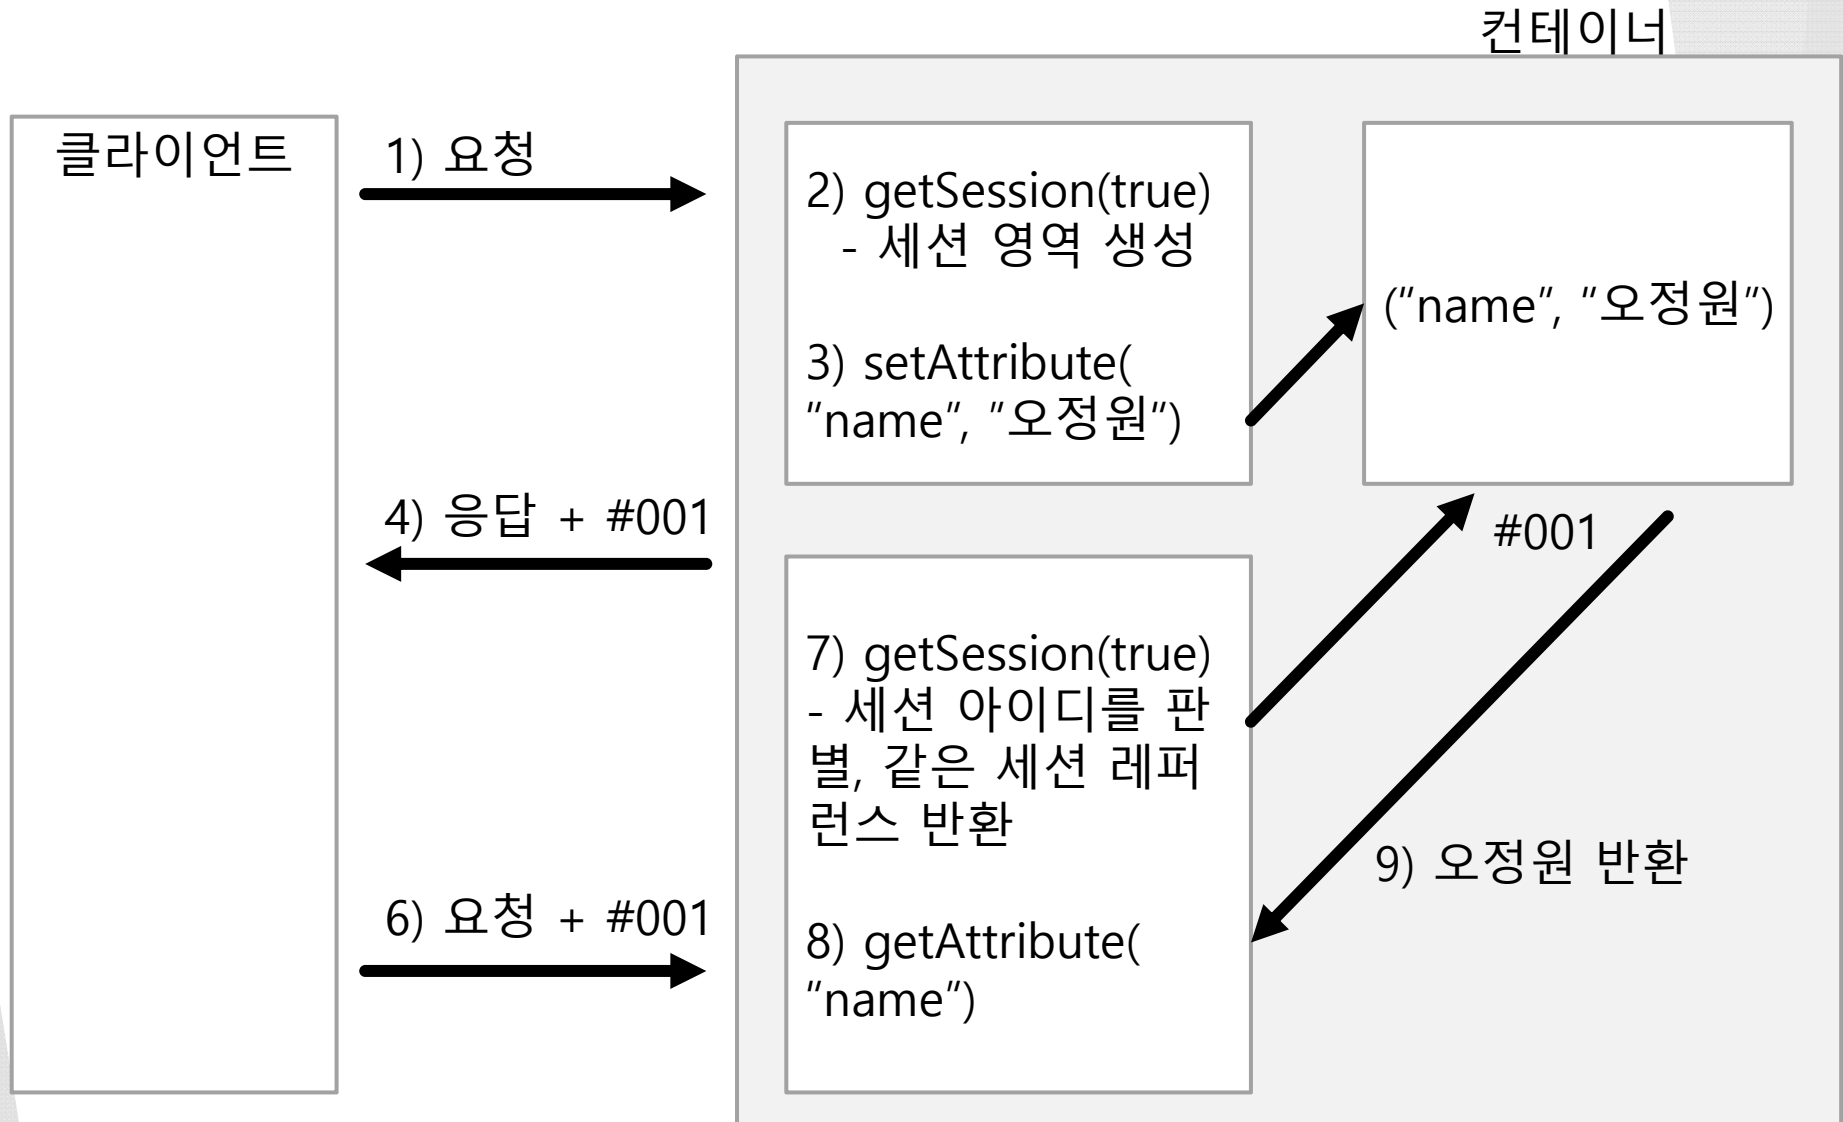 컨테이너
클라이언트
1) 요청
2) getSession(true)
- 세션 영역 생성
3) setAttribute(
“name”, “오정원”)
(“name”, “오정원”)
4) 응답 + #001
#001
7) getSession(true)
- 세션 아이디를 판
별, 같은 세션 레퍼
런스 반환
8) getAttribute(
“name”)
6) 요청 + #001
9) 오정원 반환